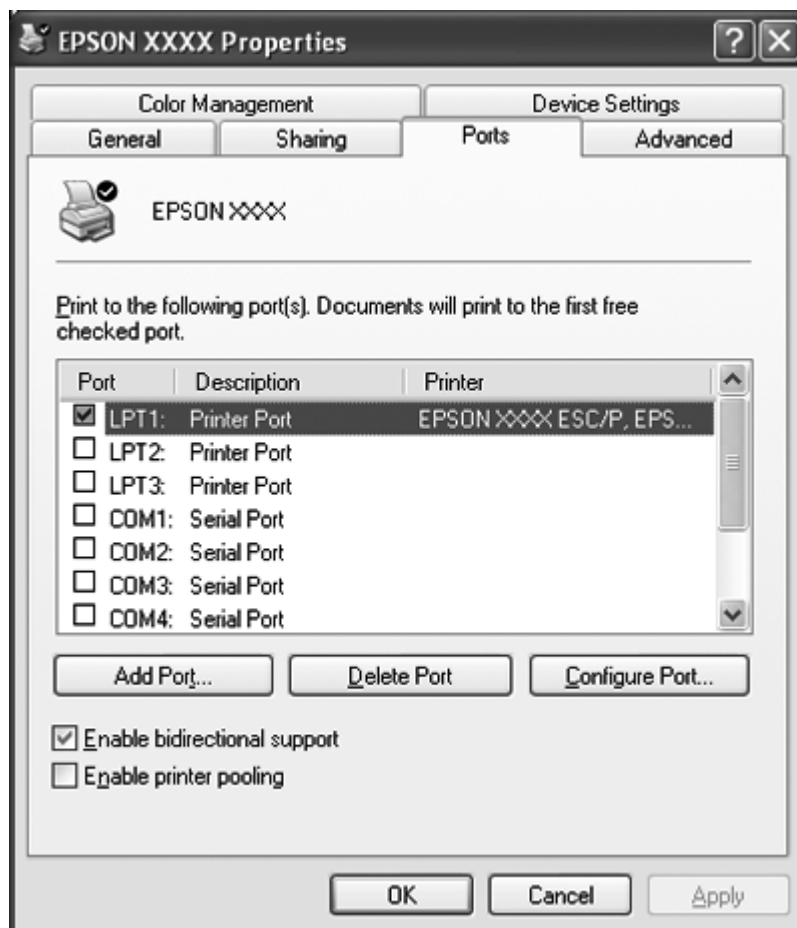 EPSON XXXX Properties
Color Management Device Settings
General Sharing Ports Advanced
EPSON XXXX
Print to the following port(s). Documents will print to the first free
checked port.
Port Description Printer
LPT1: Printer Port EPSON XXXX ESC/P, EPS...
LPT2: Printer Port
LPT3: Printer Port
COM1: Serial Port
COM2: Serial Port
COM3: Serial Port
COM4: Serial Port
Add Port... Delete Port Configure Port...
Enable bidirectional support
Enable printer pooling
OK Cancel Apply